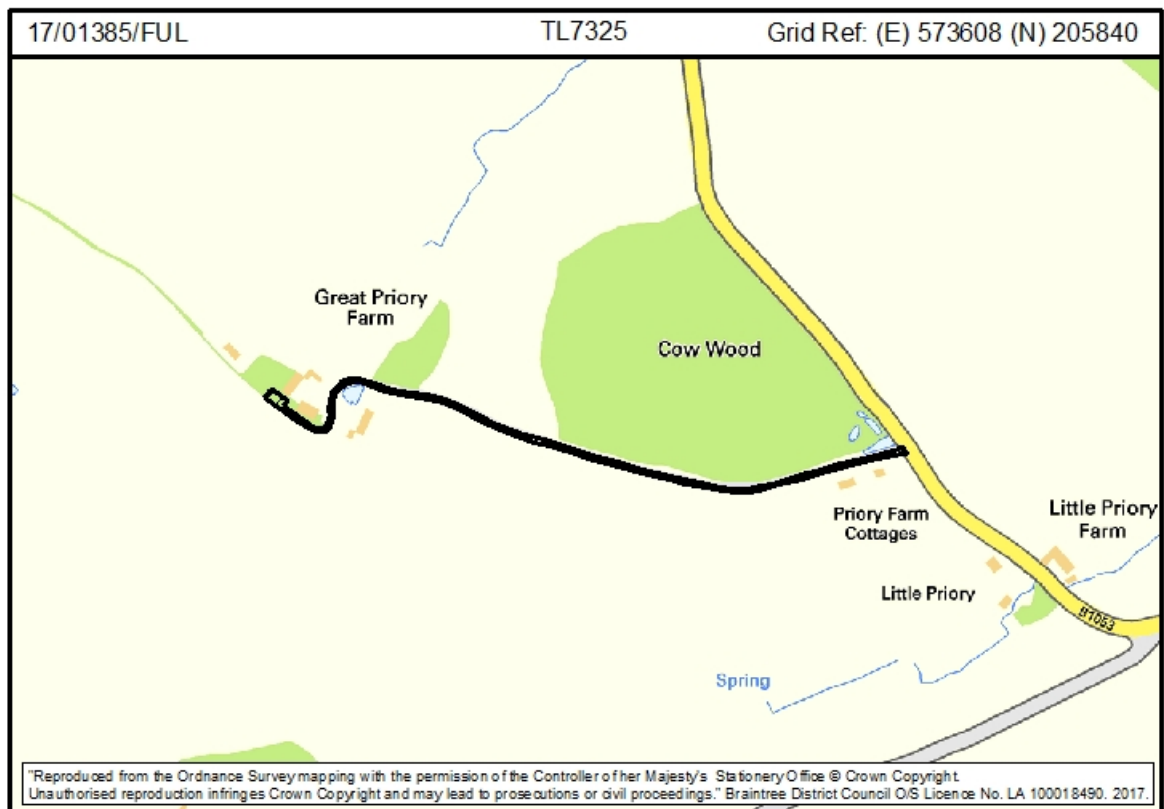 17/01385/FUL TL7325 Grid Ref: (E) 573608 (N) 205840
Great Priory
Farm
Cow Wood
Priory Farm
Cottages
Little Priory
Farm
Little Priory
B1053
Spring
"Reproduced from the Ordnance Survey mapping with the permission of the Controller of her Majesty's Stationery Office © Crown Copyright.
Unauthorised reproduction infringes Crown Copyright and may lead to prosecutions or civil proceedings." Braintree District Council O/S Licence No. LA 100018490. 2017.